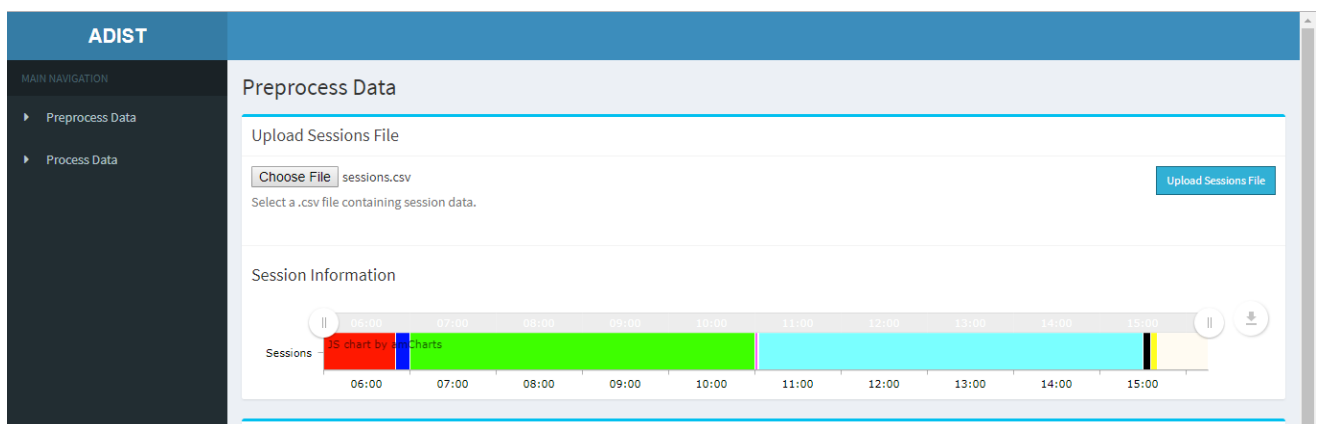 ADIST
MAIN NAVIGATION
Preprocess Data
Process Data
Preprocess Data
Upload Sessions File
Choose File sessions.csv
Upload Sessions File
Select a .csv file containing session data.
Session Information
06:00 07:00 08:00 09:00 10:00 11:00 12:00 13:00 14:00 15:00
JS chart by amCharts
Sessions
06:00 07:00 08:00 09:00 10:00 11:00 12:00 13:00 14:00 15:00